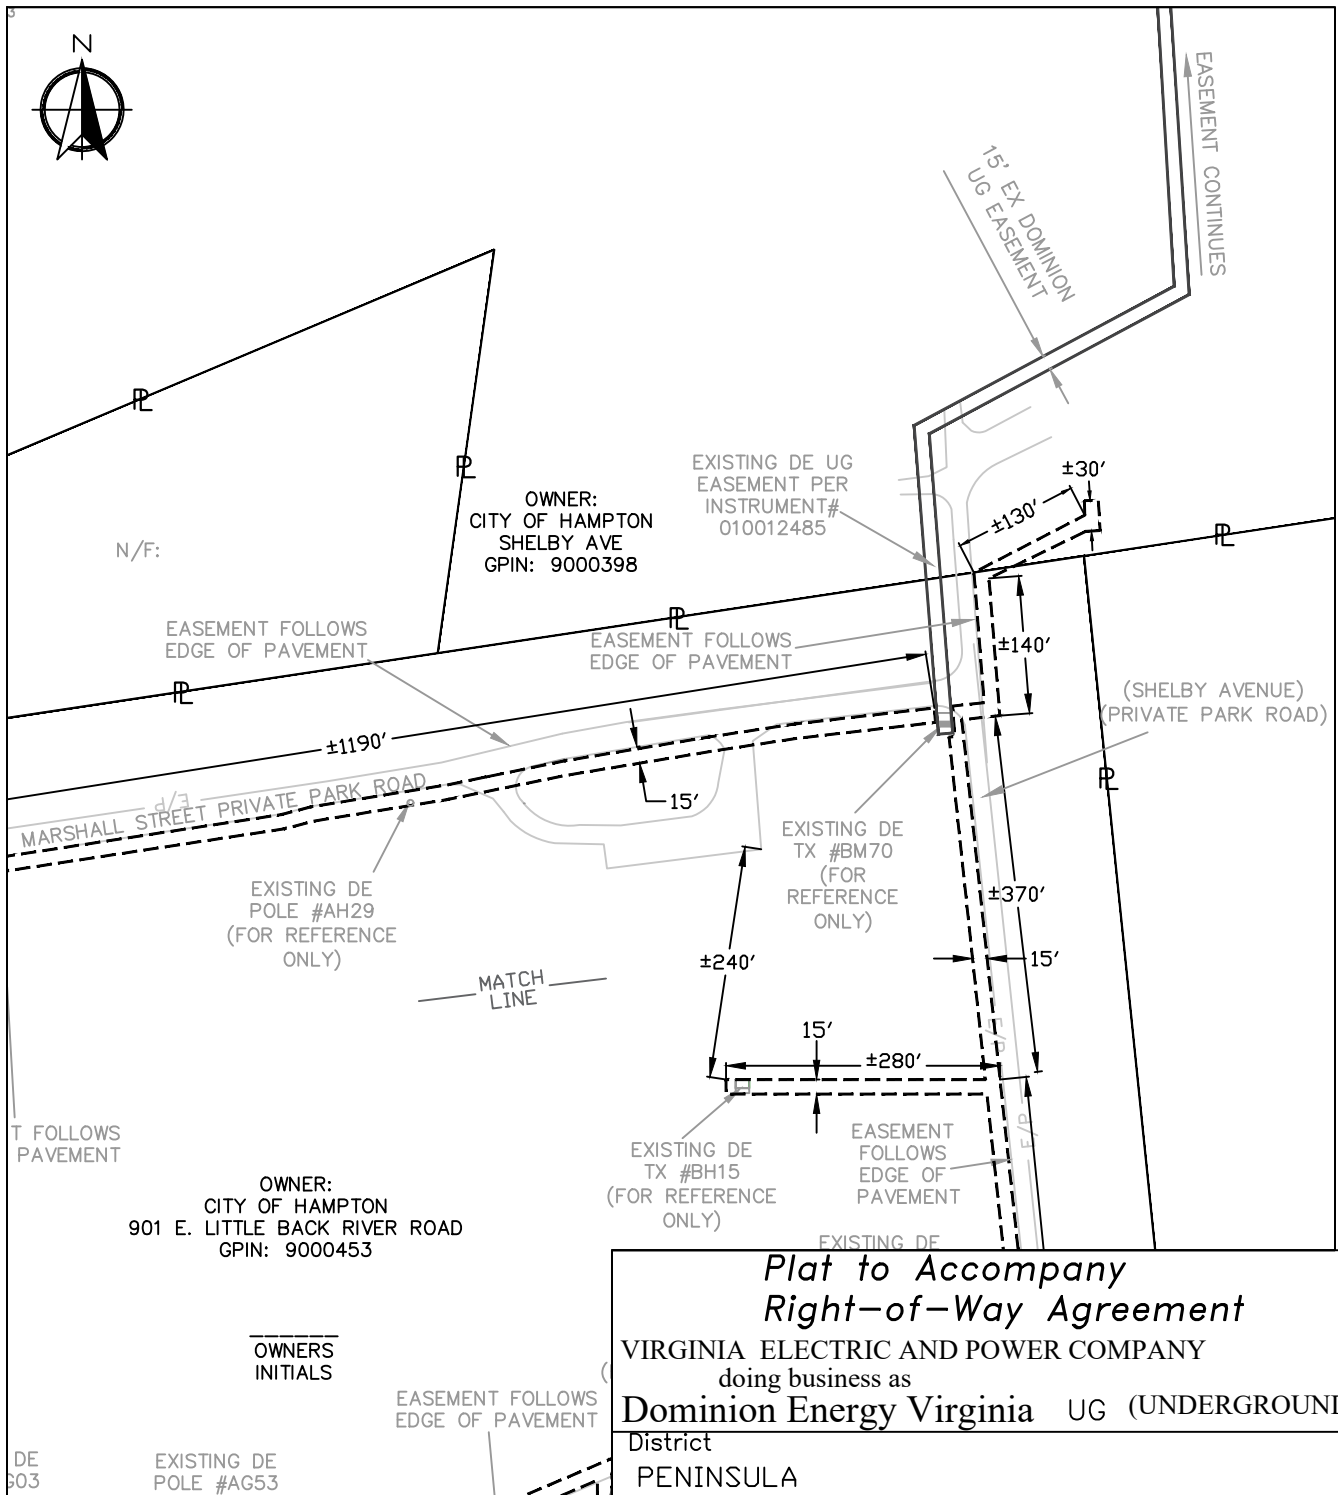 3
N
EASEMENT CONTINUES
15' EX DOMINION
UG EASEMENT
PL
PL
EXISTING DE UG
EASEMENT PER
INSTRUMENT#
010012485
±30'
±130'
OWNER:
CITY OF HAMPTON
SHELBY AVE
GPIN: 9000398
N/F:
PL
PL
EASEMENT FOLLOWS
EDGE OF PAVEMENT
EASEMENT FOLLOWS
EDGE OF PAVEMENT
±140'
PL
(SHELBY AVENUE)
(PRIVATE PARK ROAD)
±1190'
PL
E/P
MARSHALL STREET PRIVATE PARK ROAD
15'
EXISTING DE
TX #BM70
(FOR
REFERENCE
ONLY)
EXISTING DE
POLE #AH29
(FOR REFERENCE
ONLY)
±370'
±240'
15'
MATCH
LINE
15'
E/P
±280'
T FOLLOWS
PAVEMENT
EASEMENT
FOLLOWS
EDGE OF
PAVEMENT
E/P
EXISTING DE
TX #BH15
(FOR REFERENCE
ONLY)
OWNER:
CITY OF HAMPTON
901 E. LITTLE BACK RIVER ROAD
GPIN: 9000453
EXISTING DE
Plat to Accompany
Right-of-Way Agreement
VIRGINIA ELECTRIC AND POWER COMPANY
doing business as
Dominion Energy Virginia UG (UNDERGROUND
OWNERS
INITIALS
(
EASEMENT FOLLOWS
EDGE OF PAVEMENT
District
PENINSULA
DE
G03
EXISTING DE
POLE #AG53